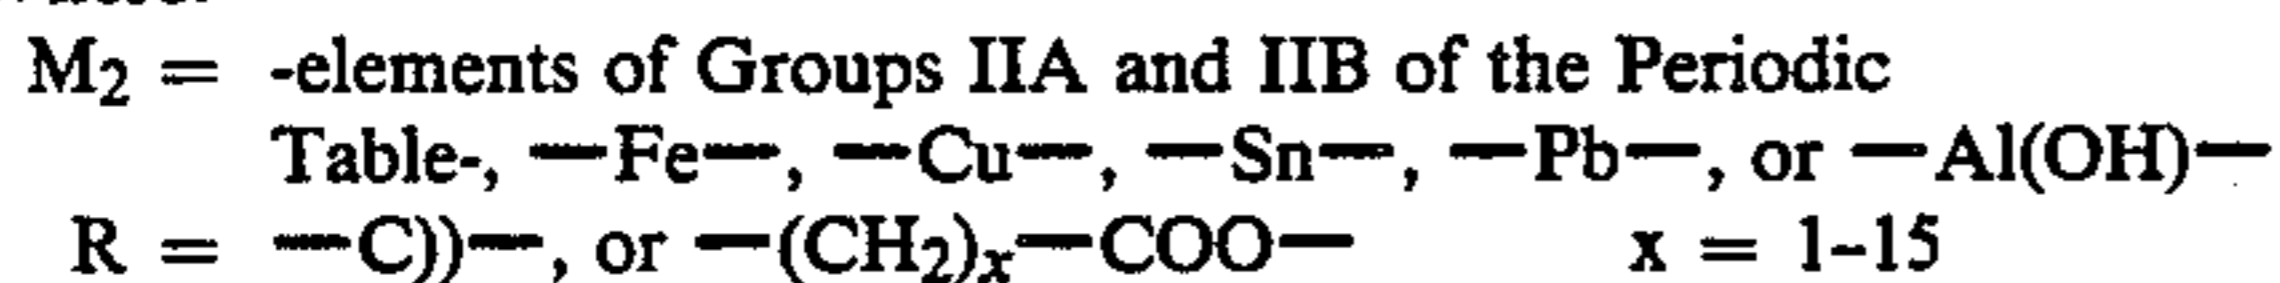 M₂ = -elements of Groups IIA and IIB of the Periodic
Table-, —Fe—, —Cu—, —Sn—, —Pb—, or —Al(OH)—
R = —C))—, or —(CH₂)ₓ—COO— x = 1–15